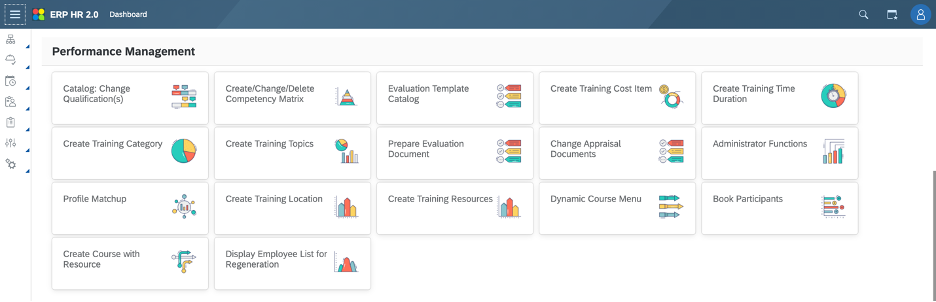 ERP HR 2.0 Dashboard
Performance Management
Catalog: Change
Qualification(s)
Create/Change/Delete
Competency Matrix
Evaluation Template
Catalog
Create Training Cost Item
Create Training Time
Duration
Create Training Category
Create Training Topics
Prepare Evaluation
Document
Change Appraisal
Documents
Administrator Functions
Profile Matchup
Create Training Location
Create Training Resources
Dynamic Course Menu
Book Participants
Create Course with
Resource
Display Employee List for
Regeneration